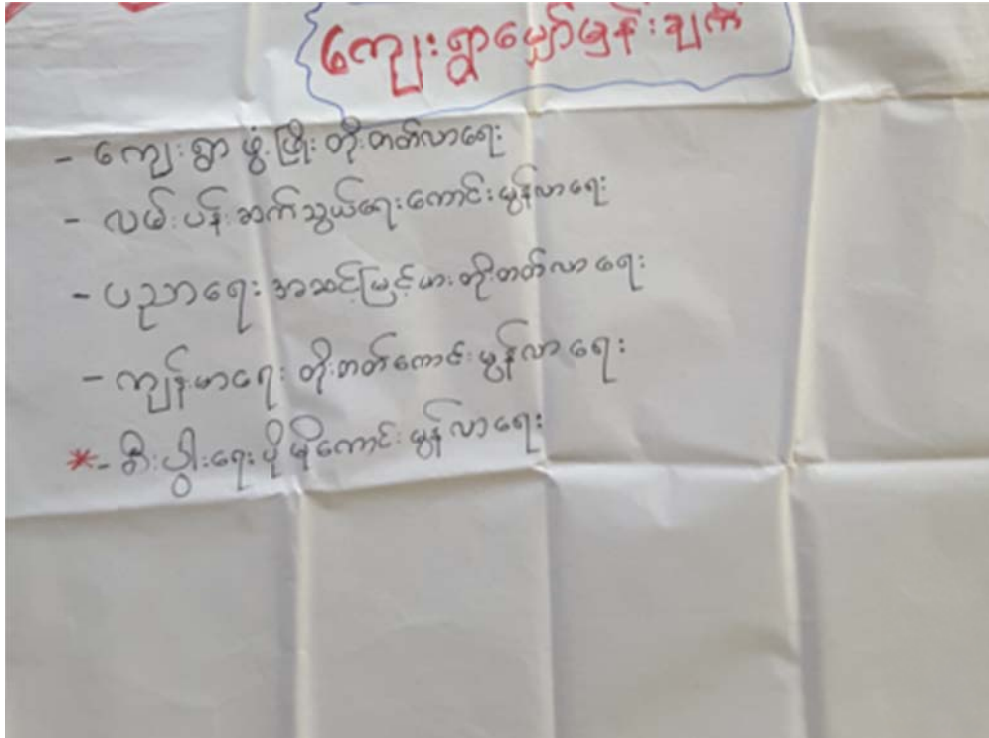 ကျေးရွာမျှော်မှန်းချက်
- ကျေးရွာ ဖွံ့ဖြိုး တိုးတတ်လာရေး
- လမ်းပန်းဆက်သွယ်ရေးကောင်းမွန်လာရေး
- ပညာရေး အဆင့်မြင့်မား တိုးတတ်လာရေး
- ကျန်းမာရေး တိုးတတ်ကောင်းမွန်လာရေး
*- စီးပွါးရေးပိုမိုကောင်းမွန်လာရေး